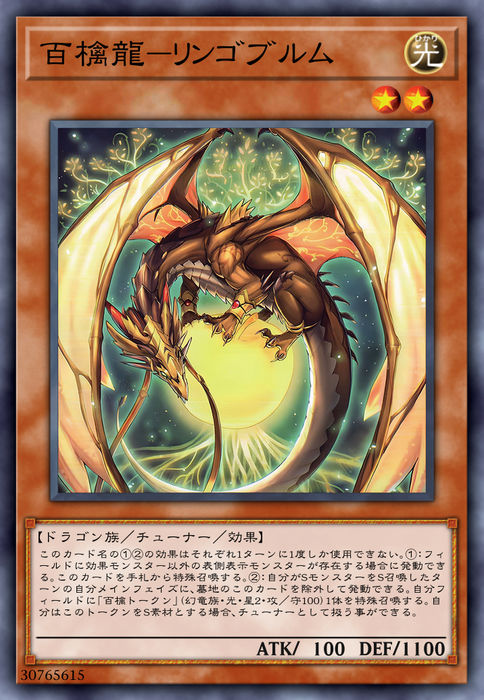 百檎龍－リンゴブルム
ひかり
光
【ドラゴン族／チューナー／効果】
このカード名の①②の効果はそれぞれ1ターンに1度しか使用できない。①：フィ
ールドに効果モンスター以外の表側表示モンスターが存在する場合に発動でき
る。このカードを手札から特殊召喚する。②：自分がSモンスターをS召喚したタ
ーンの自分メインフェイズに、墓地のこのカードを除外して発動できる。自分フ
ィールドに「百檎トークン」(幻竜族・光・星2・攻／守100)1体を特殊召喚する。自
分はこのトークンをS素材とする場合、チューナーとして扱う事ができる。
ATK/ 100 DEF/1100
30765615